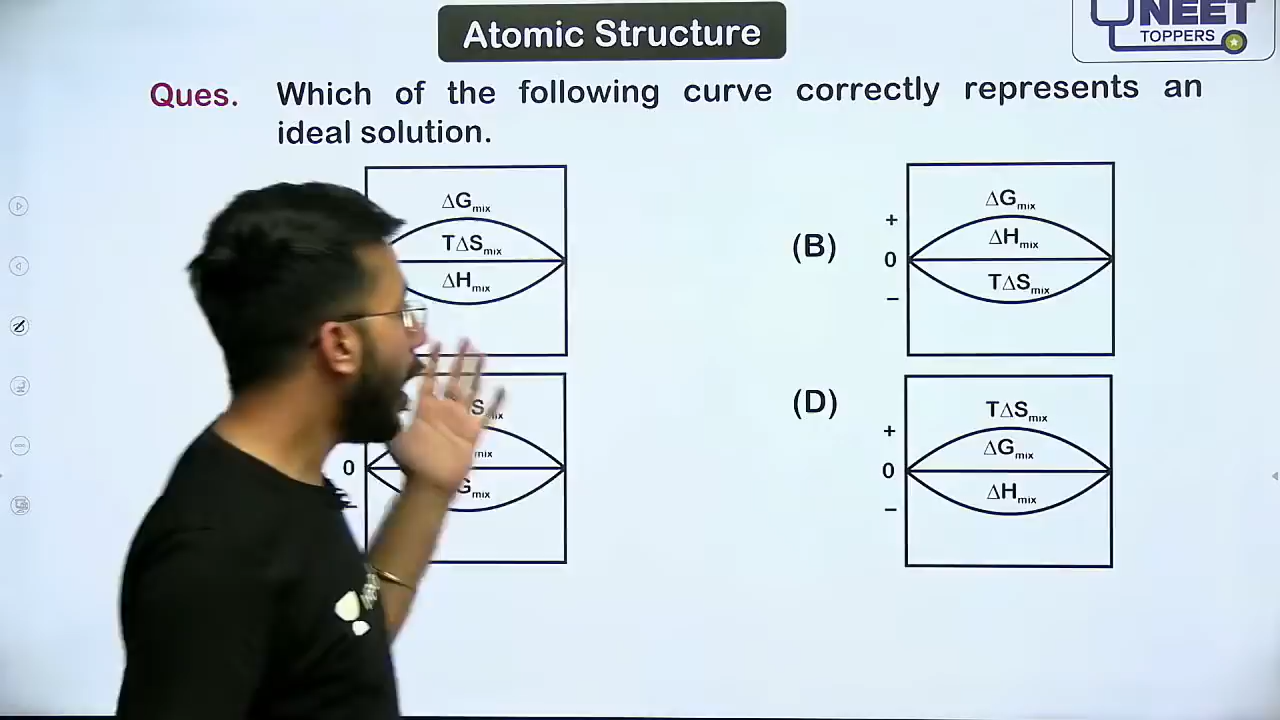 Atomic Structure
NEET
TOPPERS
Ques. Which of the following curve correctly represents an
ideal solution.
ΔGmix
TΔSmix
ΔHmix
(B)
+
0
−
ΔGmix
ΔHmix
TΔSmix
0
−
(D)
+
0
−
TΔSmix
ΔGmix
ΔHmix